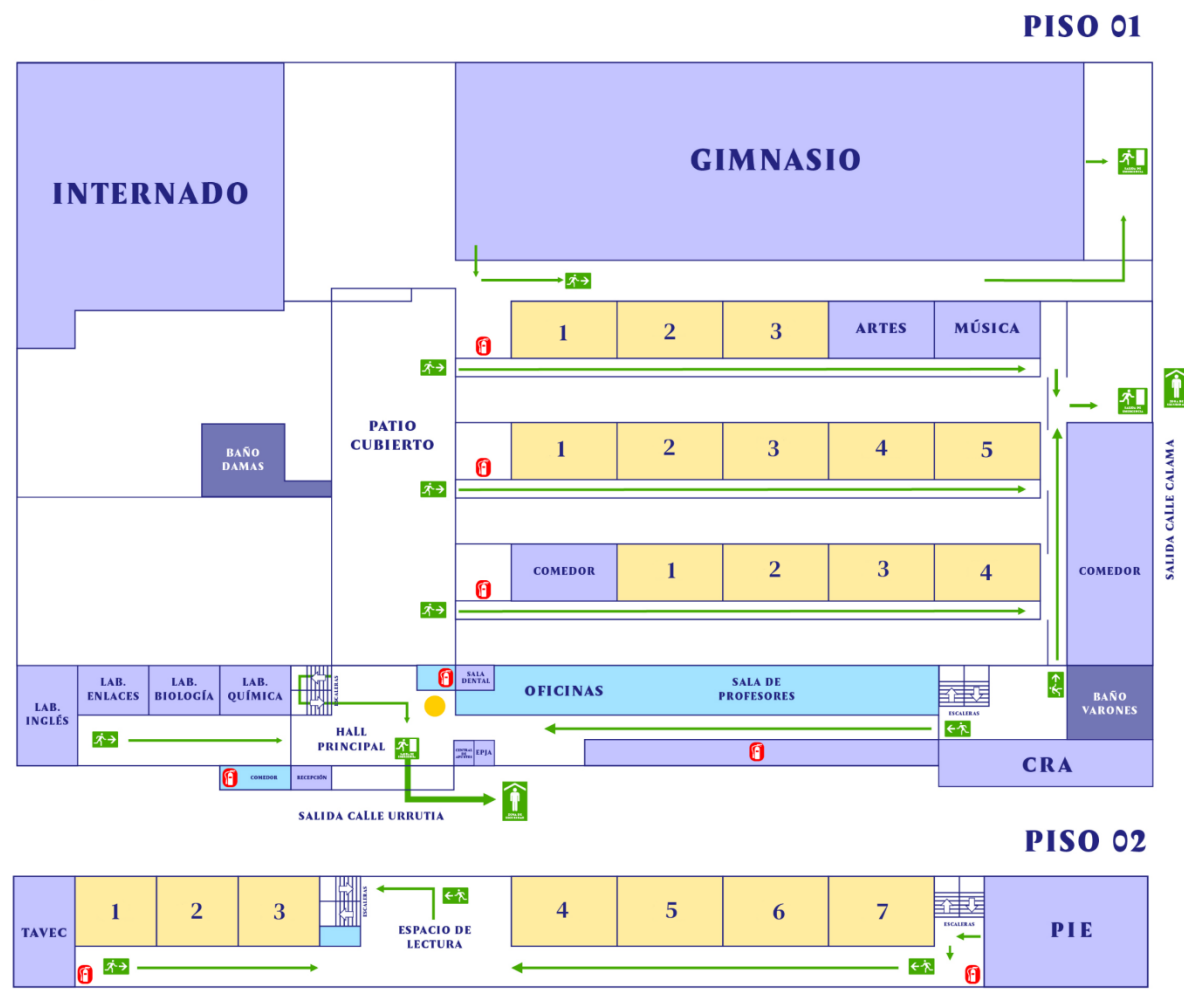 PISO 01
INTERNADO
GIMNASIO
1
2
3
ARTES
MÚSICA
PATIO
CUBIERTO
BAÑO
DAMAS
1
2
3
4
5
SALIDA CALLE CALAMA
COMEDOR
1
2
3
4
COMEDOR
LAB.
INGLÉS
LAB.
ENLACES
LAB.
BIOLOGÍA
LAB.
QUÍMICA
ESCALERAS
HALL
PRINCIPAL
SALA
DENTAL
OFICINAS
SALA DE
PROFESORES
ESCALERAS
BAÑO
VARONES
EPJA
CRA
COMEDOR
RECEPCIÓN
SALIDA CALLE URRUTIA
PISO 02
TAVEC
1
2
3
ESCALERAS
ESPACIO DE
LECTURA
4
5
6
7
ESCALERAS
PIE